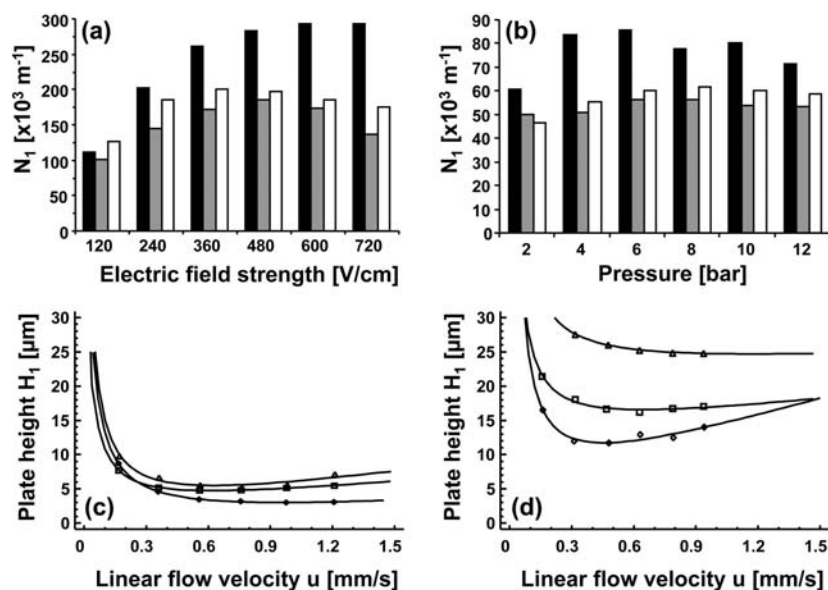 (a)
N₁ [x10³ m⁻¹]
300
250
200
150
100
50
0
120 240 360 480 600 720
Electric field strength [V/cm]
(b)
N₁ [x10³ m⁻¹]
90
80
70
60
50
40
30
20
10
0
2 4 6 8 10 12
Pressure [bar]
(c)
Plate height H₁ [µm]
30
25
20
15
10
5
0
0 0.3 0.6 0.9 1.2 1.5
Linear flow velocity u [mm/s]
(d)
Plate height H₁ [µm]
30
25
20
15
10
5
0
0 0.3 0.6 0.9 1.2 1.5
Linear flow velocity u [mm/s]